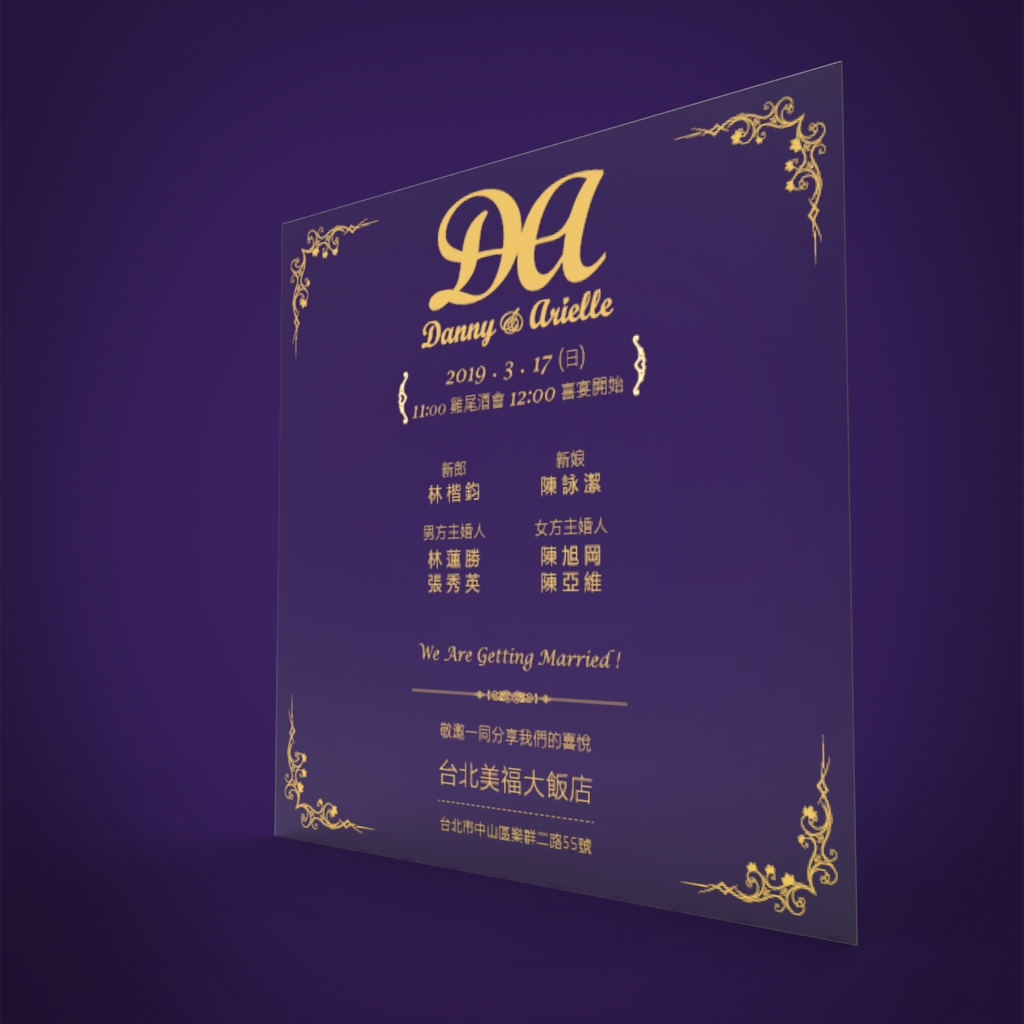 DA
Danny & Arielle
2019 . 3 . 17 (日)
11:00 雞尾酒會 12:00 喜宴開始
新郎 新娘
林楷鈞 陳詠潔
男方主婚人 女方主婚人
林蓮勝 陳旭岡
張秀英 陳亞維
We Are Getting Married !
敬邀一同分享我們的喜悅
台北美福大飯店
台北市中山區樂群二路55號